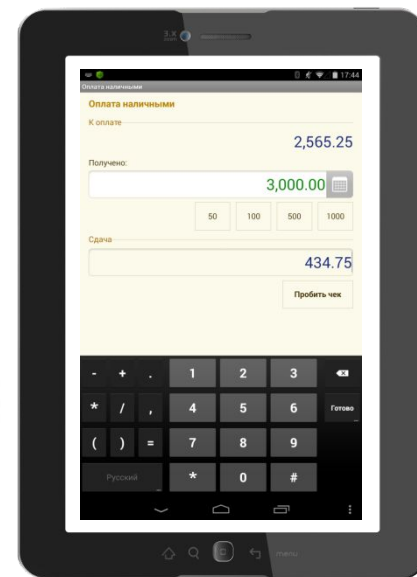 3.X
17:44
Оплата наличными
Оплата наличными
К оплате
2,565.25
Получено:
3,000.00
50 100 500 1000
Сдача
434.75
Пробить чек
- + . 1 2 3
* / , 4 5 6 Готово
( ) = 7 8 9
Русский * 0 #
menu